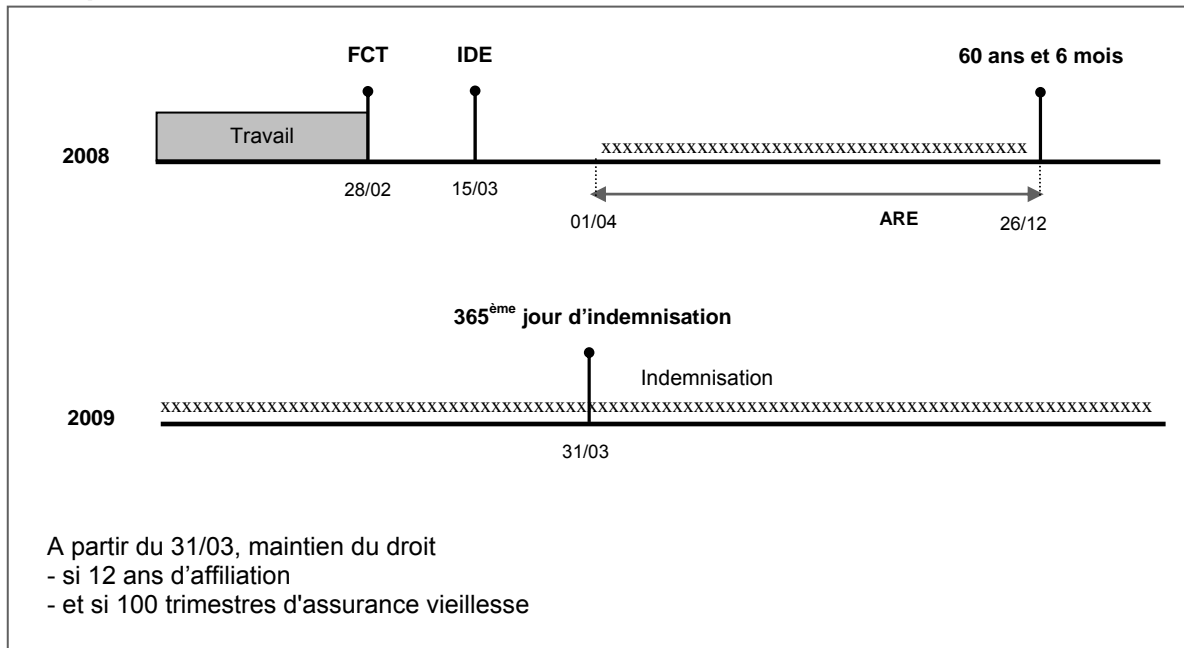 FCT IDE 60 ans et 6 mois
Travail
xxxxxxxxxxxxxxxxxxxxxxxxxxxxxxxxxxxxxxxx
2008
28/02 15/03
01/04 ARE 26/12
365ème jour d'indemnisation
Indemnisation
xxxxxxxxxxxxxxxxxxxxxxxxxxxxxxxxxxxxxxxxxxxxxxxxxxxxxxxxxxxxxxxxxxxxxxxxxxxxxxxxxxxxxxxxxxxxx
2009
31/03
A partir du 31/03, maintien du droit
- si 12 ans d'affiliation
- et si 100 trimestres d'assurance vieillesse